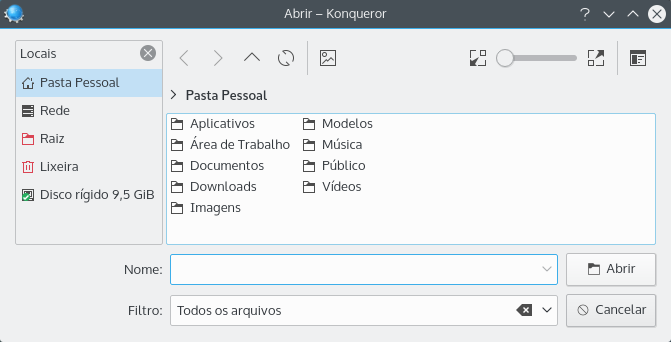 Abrir – Konqueror
Locais
Pasta Pessoal
Rede
Raiz
Lixeira
Disco rígido 9,5 GiB
Pasta Pessoal
Aplicativos
Área de Trabalho
Documentos
Downloads
Imagens
Modelos
Música
Público
Vídeos
Nome:
Abrir
Filtro: Todos os arquivos
Cancelar